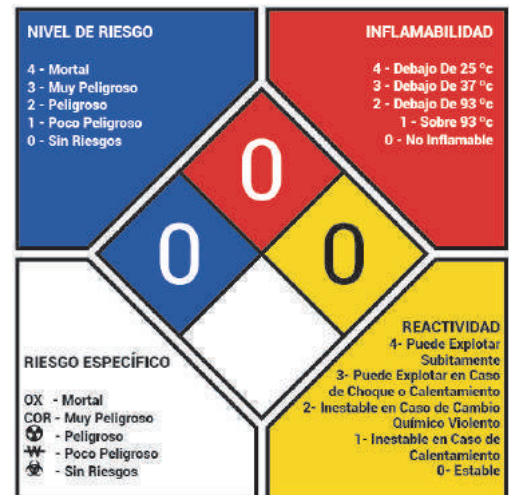 NIVEL DE RIESGO
4 - Mortal
3 - Muy Peligroso
2 - Peligroso
1 - Poco Peligroso
0 - Sin Riesgos
INFLAMABILIDAD
4 - Debajo De 25 °c
3 - Debajo De 37 °c
2 - Debajo De 93 °c
1 - Sobre 93 °c
0 - No Inflamable
0
0
0
RIESGO ESPECÍFICO
OX - Mortal
COR - Muy Peligroso
☢ - Peligroso
W - Poco Peligroso
☣ - Sin Riesgos
REACTIVIDAD
4- Puede Explotar
Subitamente
3- Puede Explotar en Caso
de Choque o Calentamiento
2- Inestable en Caso de Cambio
Químico Violento
1- Inestable en Caso de
Calentamiento
0- Estable